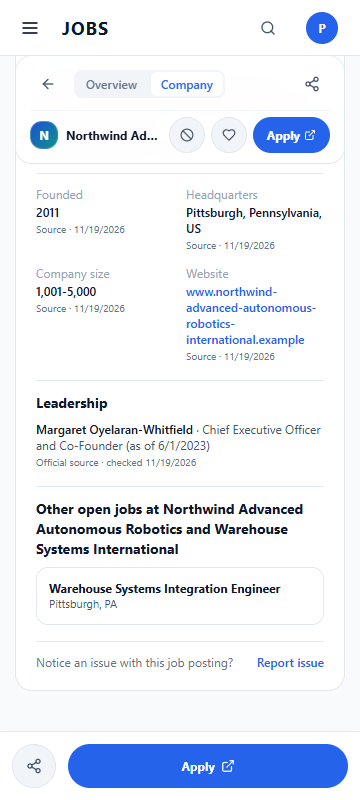 JOBS
P
Overview
Company
N
Northwind Ad...
Apply
Founded
2011
Source · 11/19/2026
Headquarters
Pittsburgh, Pennsylvania,
US
Source · 11/19/2026
Company size
1,001-5,000
Source · 11/19/2026
Website
www.northwind-
advanced-autonomous-
robotics-
international.example
Source · 11/19/2026
Leadership
Margaret Oyelaran-Whitfield · Chief Executive Officer
and Co-Founder (as of 6/1/2023)
Official source · checked 11/19/2026
Other open jobs at Northwind Advanced
Autonomous Robotics and Warehouse
Systems International
Warehouse Systems Integration Engineer
Pittsburgh, PA
Notice an issue with this job posting?
Report issue
Apply